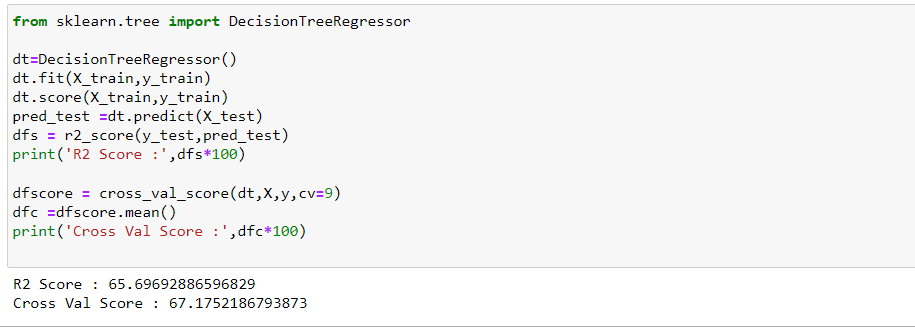 from sklearn.tree import DecisionTreeRegressor
dt=DecisionTreeRegressor()
dt.fit(X_train,y_train)
dt.score(X_train,y_train)
pred_test =dt.predict(X_test)
dfs = r2_score(y_test,pred_test)
print('R2 Score :',dfs*100)
dfscore = cross_val_score(dt,X,y,cv=9)
dfc =dfscore.mean()
print('Cross Val Score :',dfc*100)
R2 Score : 65.69692886596829
Cross Val Score : 67.1752186793873